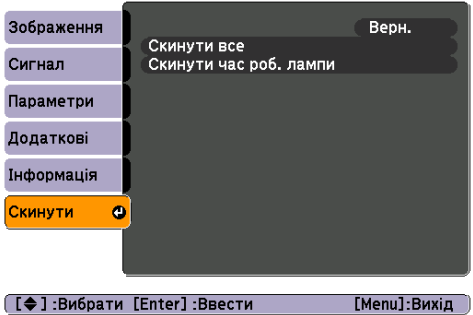 Зображення
Сигнал
Параметри
Додаткові
Інформація
Скинути
Верн.
Скинути все
Скинути час роб. лампи
[◆] :Вибрати [Enter] :Ввести [Menu]:Вихід